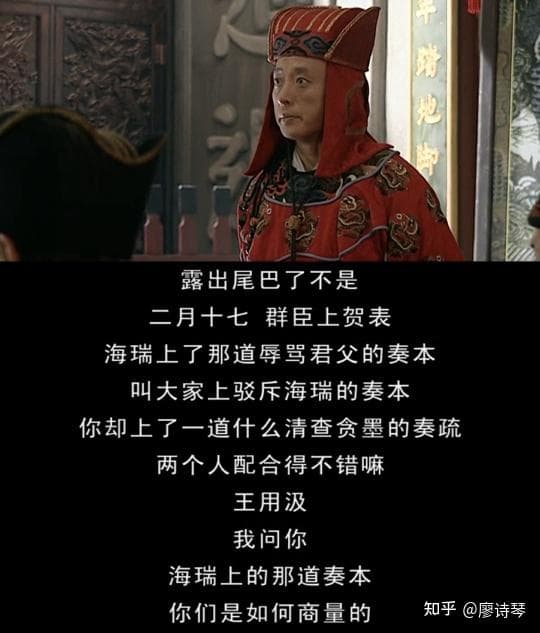 年踏地脚
露出尾巴了不是
二月十七 群臣上贺表
海瑞上了那道辱骂君父的奏本
叫大家上驳斥海瑞的奏本
你却上了一道什么清查贪墨的奏疏
两个人配合得不错嘛
王用汲
我问你
海瑞上的那道奏本
你们是如何商量的
知乎 @廖诗琴